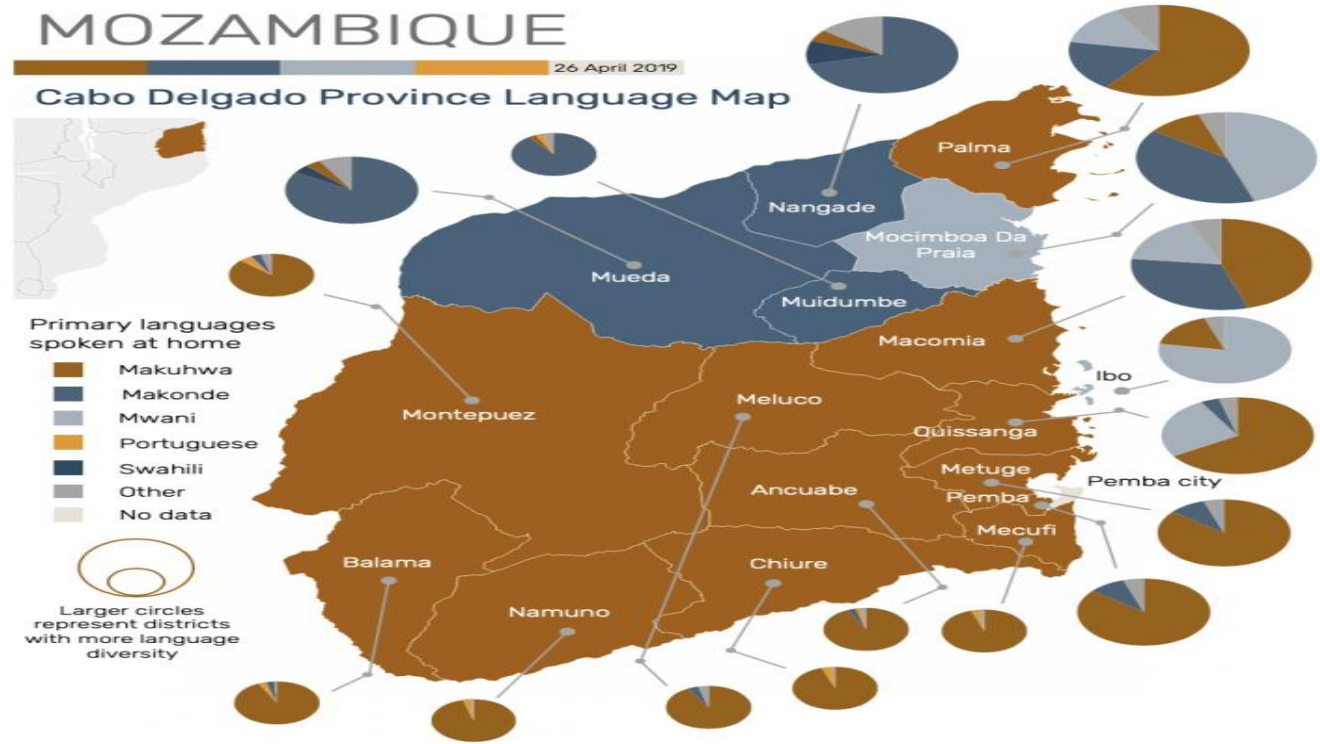 MOZAMBIQUE
26 April 2019
Cabo Delgado Province Language Map
Palma
Nangade
Mocimboa Da
Praia
Mueda
Muidumbe
Primary languages
spoken at home
Makuhwa
Makonde
Mwani
Portuguese
Swahili
Other
No data
Macomia
Ibo
Meluco
Montepuez
Quissanga
Metuge
Pemba city
Ancuabe
Pemba
Mecufi
Balama
Chiure
Namuno
Larger circles
represent districts
with more language
diversity